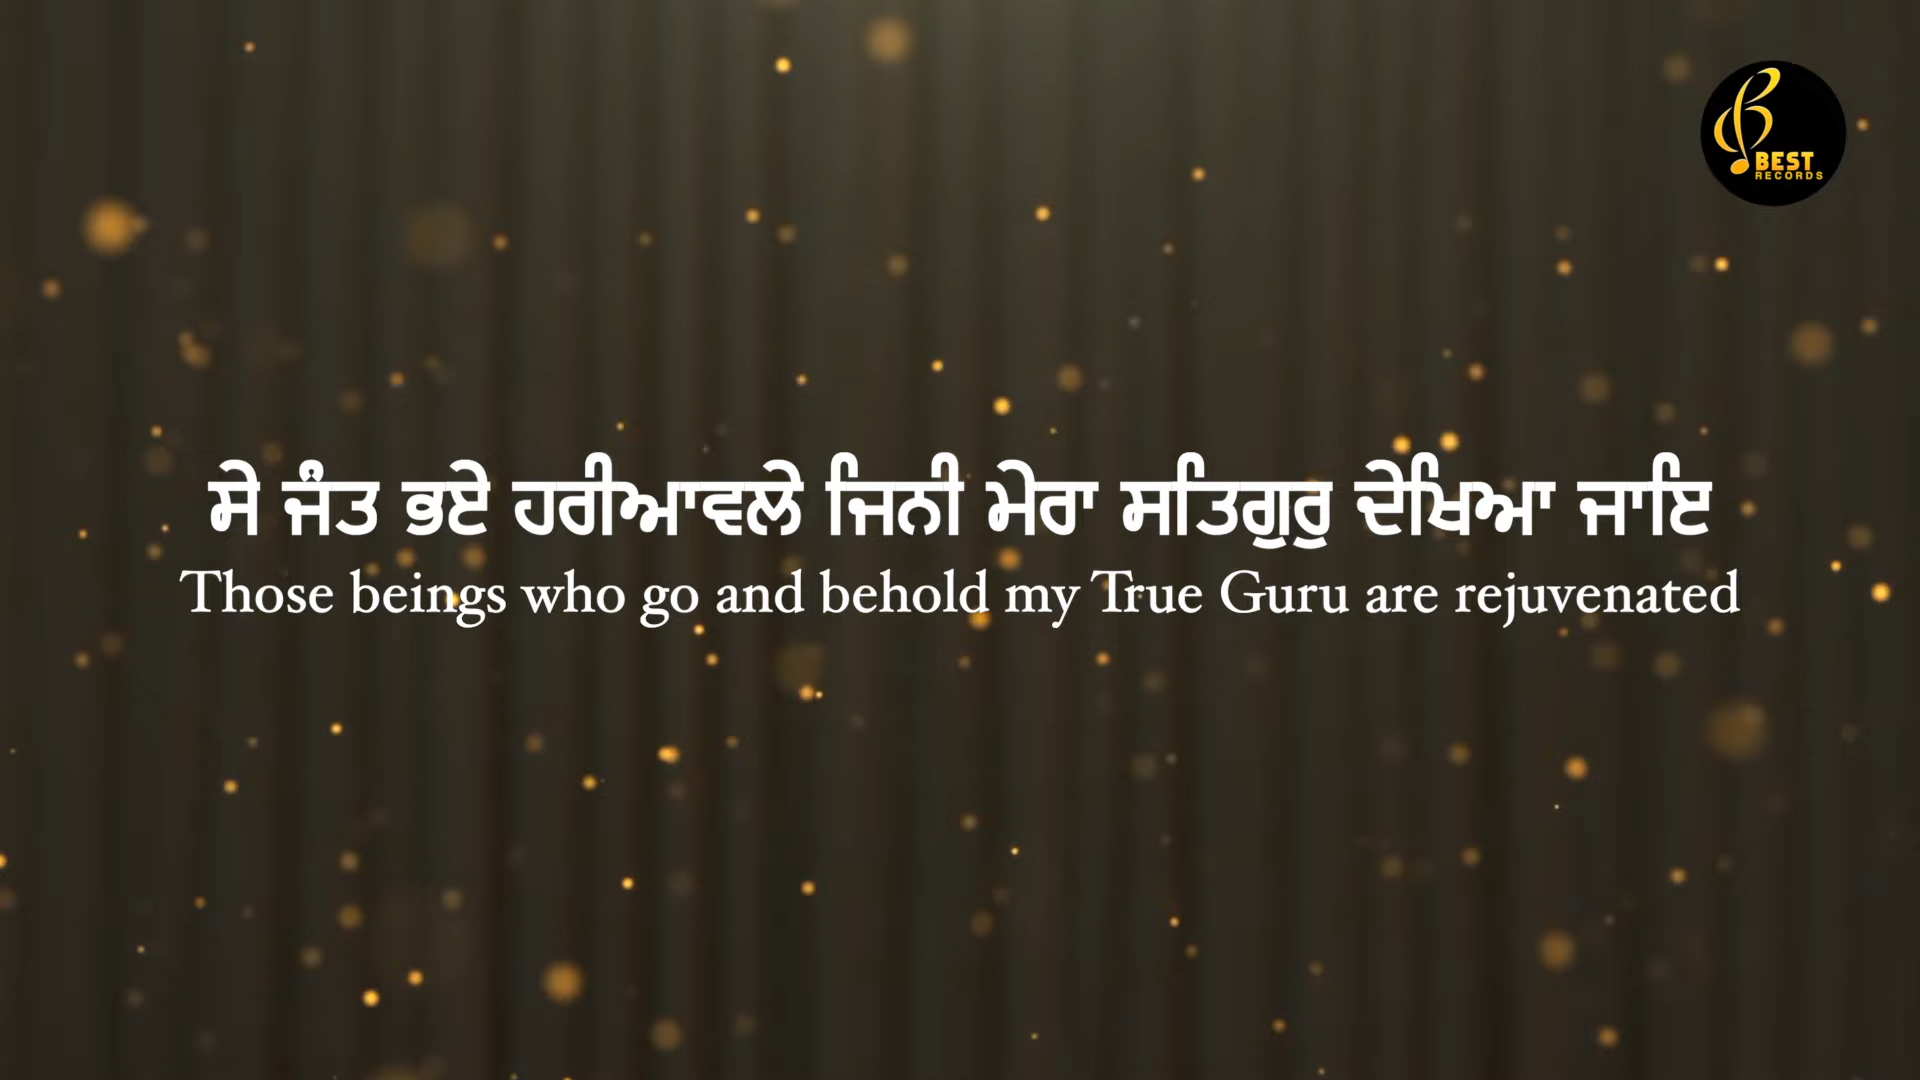 BEST
RECORDS
ਸੇ ਜੰਤ ਭਏ ਹਰੀਆਵਲੇ ਜਿਨੀ ਮੇਰਾ ਸਤਿਗੁਰੁ ਦੇਖਿਆ ਜਾਇ
Those beings who go and behold my True Guru are rejuvenated